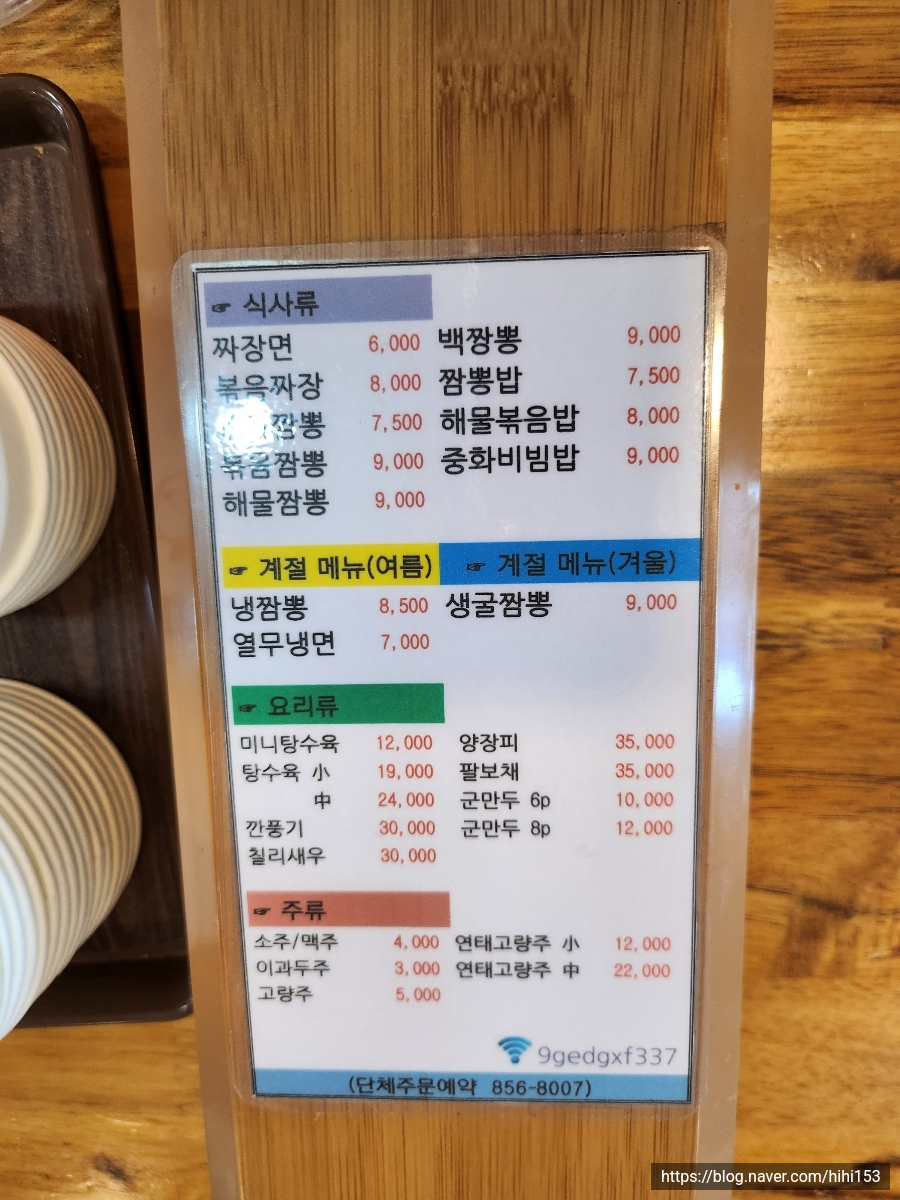 ☞ 식사류
짜장면 6,000 백짬뽕 9,000
볶음짜장 8,000 짬뽕밥 7,500
짬뽕 7,500 해물볶음밥 8,000
볶음짬뽕 9,000 중화비빔밥 9,000
해물짬뽕 9,000
☞ 계절 메뉴(여름) ☞ 계절 메뉴(겨울)
냉짬뽕 8,500 생굴짬뽕 9,000
열무냉면 7,000
☞ 요리류
미니탕수육 12,000 양장피 35,000
탕수육 小 19,000 팔보채 35,000
中 24,000 군만두 6p 10,000
깐풍기 30,000 군만두 8p 12,000
칠리새우 30,000
☞ 주류
소주/맥주 4,000 연태고량주 小 12,000
이과두주 3,000 연태고량주 中 22,000
고량주 5,000
9gedgxf337
(단체주문예약 856-8007)
https://blog.naver.com/hihi153